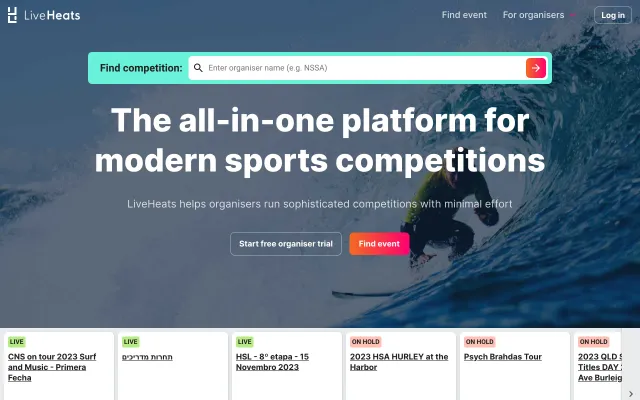 LiveHeats
Find event
For organisers
Log in
Find competition:
Enter organiser name (e.g. NSSA)
The all-in-one platform for
modern sports competitions
LiveHeats helps organisers run sophisticated competitions with minimal effort
Start free organiser trial
Find event
LIVE
CNS on tour 2023 Surf
and Music - Primera
Fecha
LIVE
תחרות מדריכים
LIVE
HSL - 8º etapa - 15
Novembro 2023
ON HOLD
2023 HSA HURLEY at the
Harbor
ON HOLD
Psych Brahdas Tour
ON HOLD
2023 QLD
Titles DAY
Ave Burleig